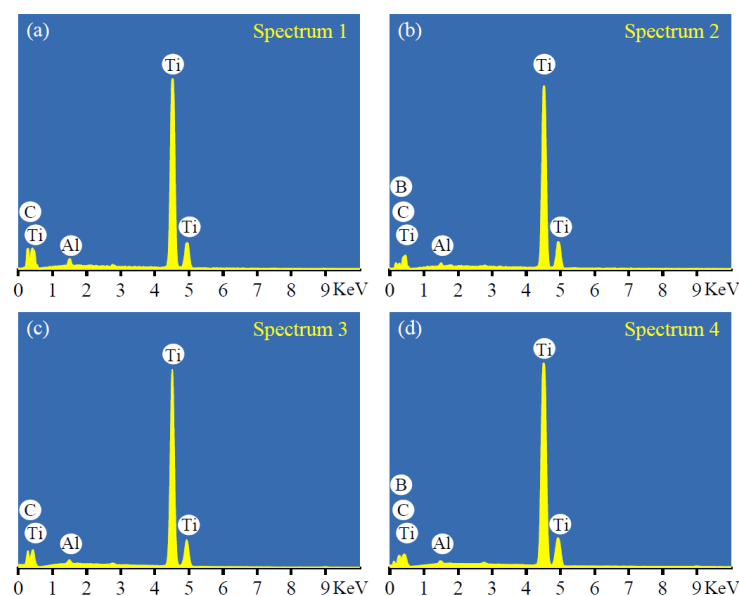 (a) Spectrum 1
Ti
C
Ti
Al
Ti
0 1 2 3 4 5 6 7 8 9 KeV
(b) Spectrum 2
Ti
B
C
Ti
Al
Ti
0 1 2 3 4 5 6 7 8 9 KeV
(c) Spectrum 3
Ti
C
Ti
Al
Ti
0 1 2 3 4 5 6 7 8 9 KeV
(d) Spectrum 4
Ti
B
C
Ti
Al
Ti
0 1 2 3 4 5 6 7 8 9 KeV